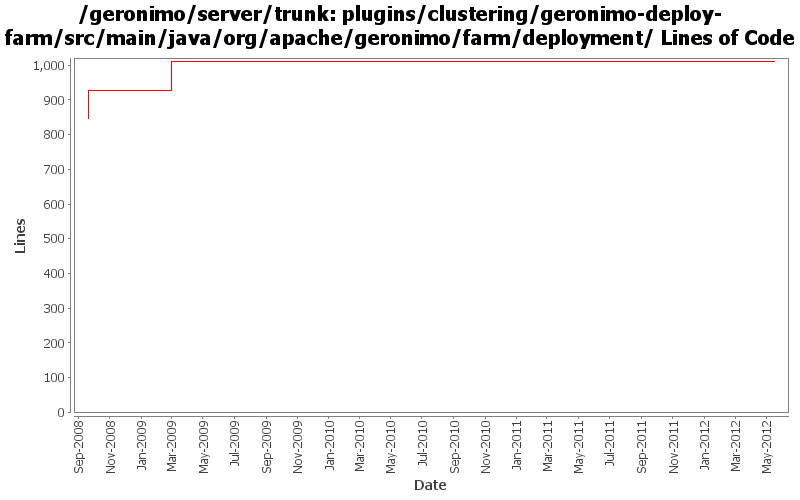 /geronimo/server/trunk: plugins/clustering/geronimo-deploy-
farm/src/main/java/org/apache/geronimo/farm/deployment/ Lines of Code
1,000
900
800
700
600
500
400
300
200
100
0
Lines
Sep-2008
Nov-2008
Jan-2009
Mar-2009
May-2009
Jul-2009
Sep-2009
Nov-2009
Jan-2010
Mar-2010
May-2010
Jul-2010
Sep-2010
Nov-2010
Jan-2011
Mar-2011
May-2011
Jul-2011
Sep-2011
Nov-2011
Jan-2012
Mar-2012
May-2012
Date